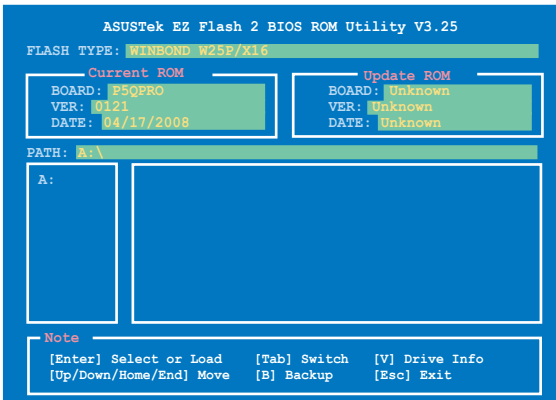 ASUSTek EZ Flash 2 BIOS ROM Utility V3.25
FLASH TYPE: WINBOND W25P/X16
Current ROM
BOARD: P5QPRO
VER: 0121
DATE: 04/17/2008
Update ROM
BOARD: Unknown
VER: Unknown
DATE: Unknown
PATH: A:\
A:
Note
[Enter] Select or Load [Tab] Switch [V] Drive Info
[Up/Down/Home/End] Move [B] Backup [Esc] Exit